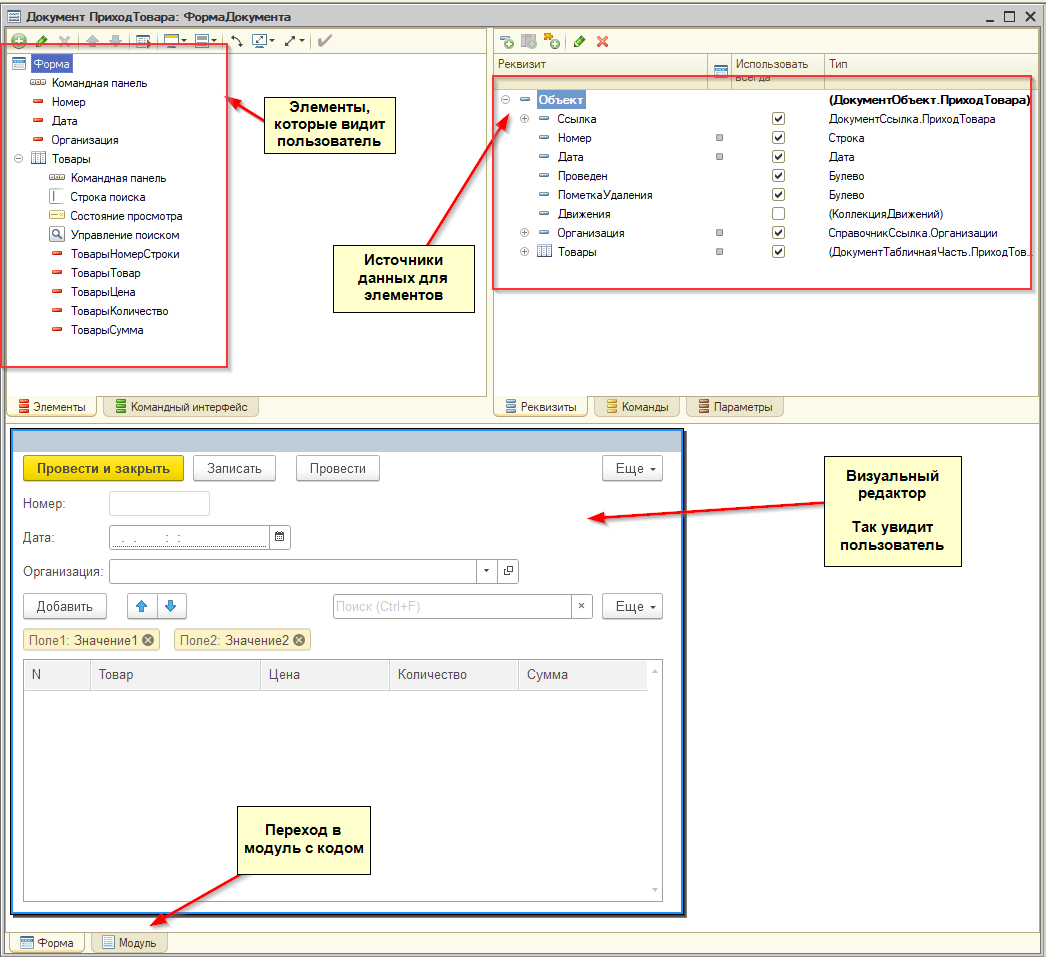 Документ ПриходТовара: ФормаДокумента
Форма
Командная панель
Номер
Дата
Организация
Товары
Командная панель
Строка поиска
Состояние просмотра
Управление поиском
ТоварыНомерСтроки
ТоварыТовар
ТоварыЦена
ТоварыКоличество
ТоварыСумма
Элементы,
которые видит
пользователь
Источники
данных для
элементов
Элементы
Командный интерфейс
Реквизит
Использовать
всегда
Тип
Объект
(ДокументОбъект.ПриходТовара)
Ссылка
ДокументСсылка.ПриходТовара
Номер
Строка
Дата
Дата
Проведен
Булево
ПометкаУдаления
Булево
Движения
(КоллекцияДвижений)
Организация
СправочникСсылка.Организации
Товары
(ДокументТабличнаяЧасть.ПриходТов...
Реквизиты
Команды
Параметры
Провести и закрыть
Записать
Провести
Еще
Номер:
Дата:
. . : :
Организация:
Добавить
Поиск (Ctrl+F)
×
Еще
Поле1: Значение1
Поле2: Значение2
N
Товар
Цена
Количество
Сумма
Визуальный
редактор
Так увидит
пользователь
Переход в
модуль с кодом
Форма
Модуль